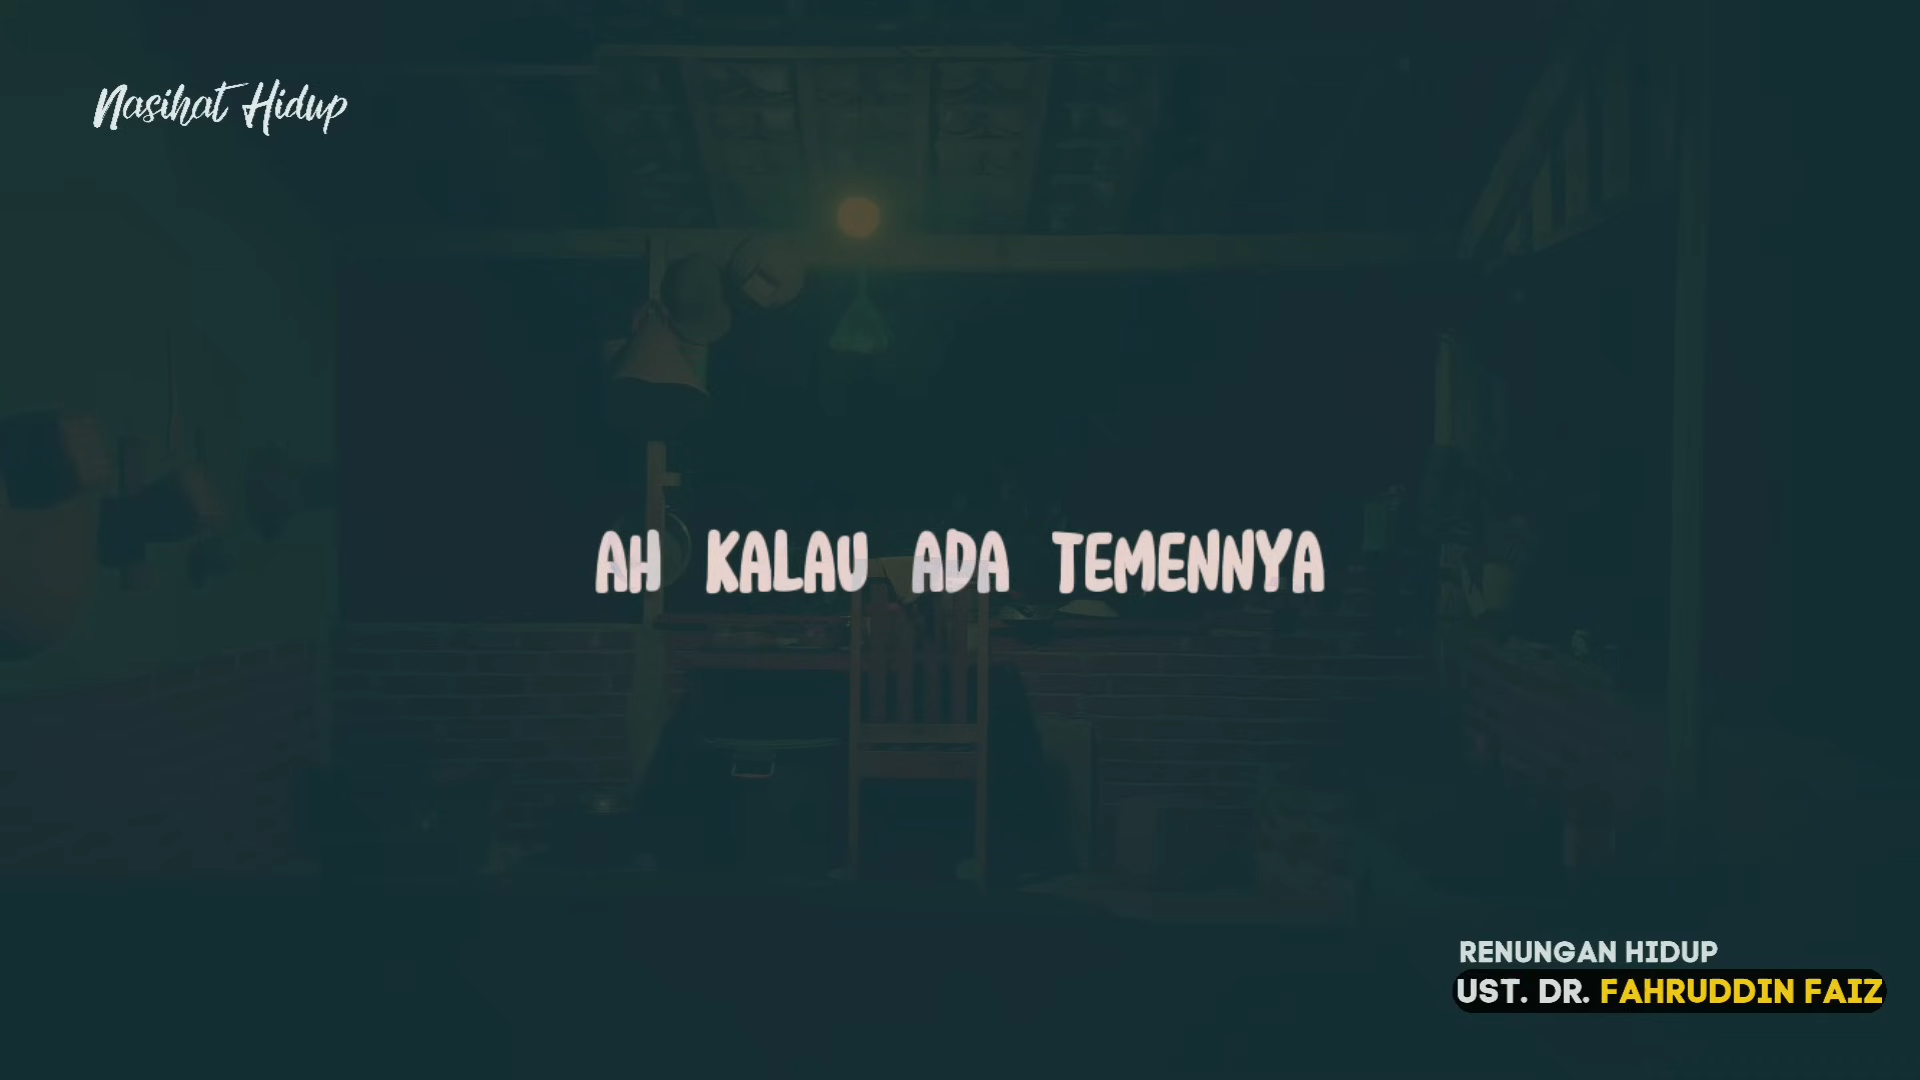 Nasihat Hidup
AH KALAU ADA TEMENNYA
RENUNGAN HIDUP
UST. DR. FAHRUDDIN FAIZ